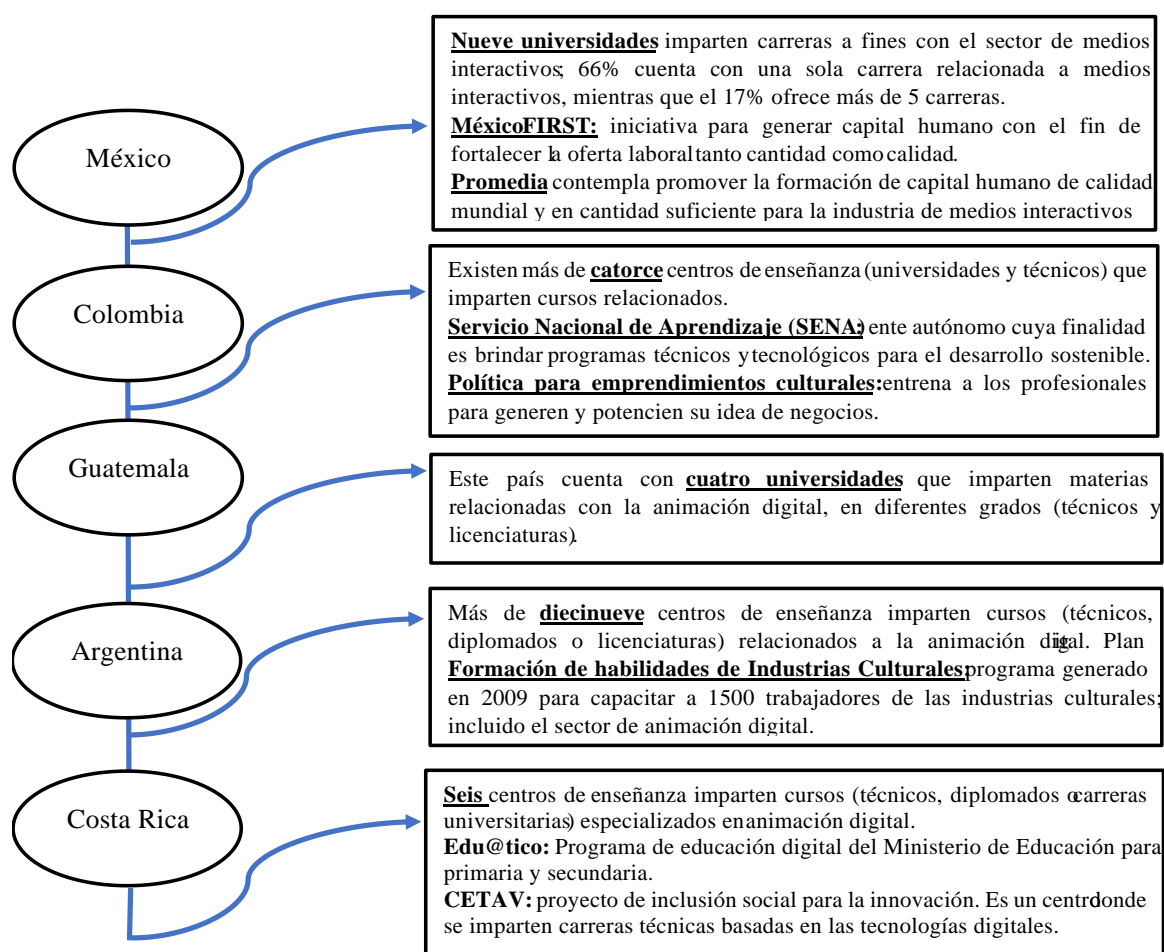 México
Nueve universidades imparten carreras a fines con el sector de medios
interactivos; 66% cuenta con una sola carrera relacionada a medios
interactivos, mientras que el 17% ofrece más de 5 carreras.
MéxicoFIRST: iniciativa para generar capital humano con el fin de
fortalecer la oferta laboral tanto cantidad como calidad.
Promedia contempla promover la formación de capital humano de calidad
mundial y en cantidad suficiente para la industria de medios interactivos
Colombia
Existen más de catorce centros de enseñanza (universidades y técnicos) que
imparten cursos relacionados.
Servicio Nacional de Aprendizaje (SENA: ente autónomo cuya finalidad
es brindar programas técnicos y tecnológicos para el desarrollo sostenible.
Política para emprendimientos culturales: entrena a los profesionales
para generen y potencien su idea de negocios.
Guatemala
Este país cuenta con cuatro universidades que imparten materias
relacionadas con la animación digital, en diferentes grados (técnicos y
licenciaturas).
Argentina
Más de diecinueve centros de enseñanza imparten cursos (técnicos,
diplomados o licenciaturas) relacionados a la animación digital. Plan
Formación de habilidades de Industrias Culturales: programa generado
en 2009 para capacitar a 1500 trabajadores de las industrias culturales;
incluido el sector de animación digital.
Costa Rica
Seis centros de enseñanza imparten cursos (técnicos, diplomados o carreras
universitarias) especializados en animación digital.
Edu@tico: Programa de educación digital del Ministerio de Educación para
primaria y secundaria.
CETAV: proyecto de inclusión social para la innovación. Es un centro donde
se imparten carreras técnicas basadas en las tecnologías digitales.